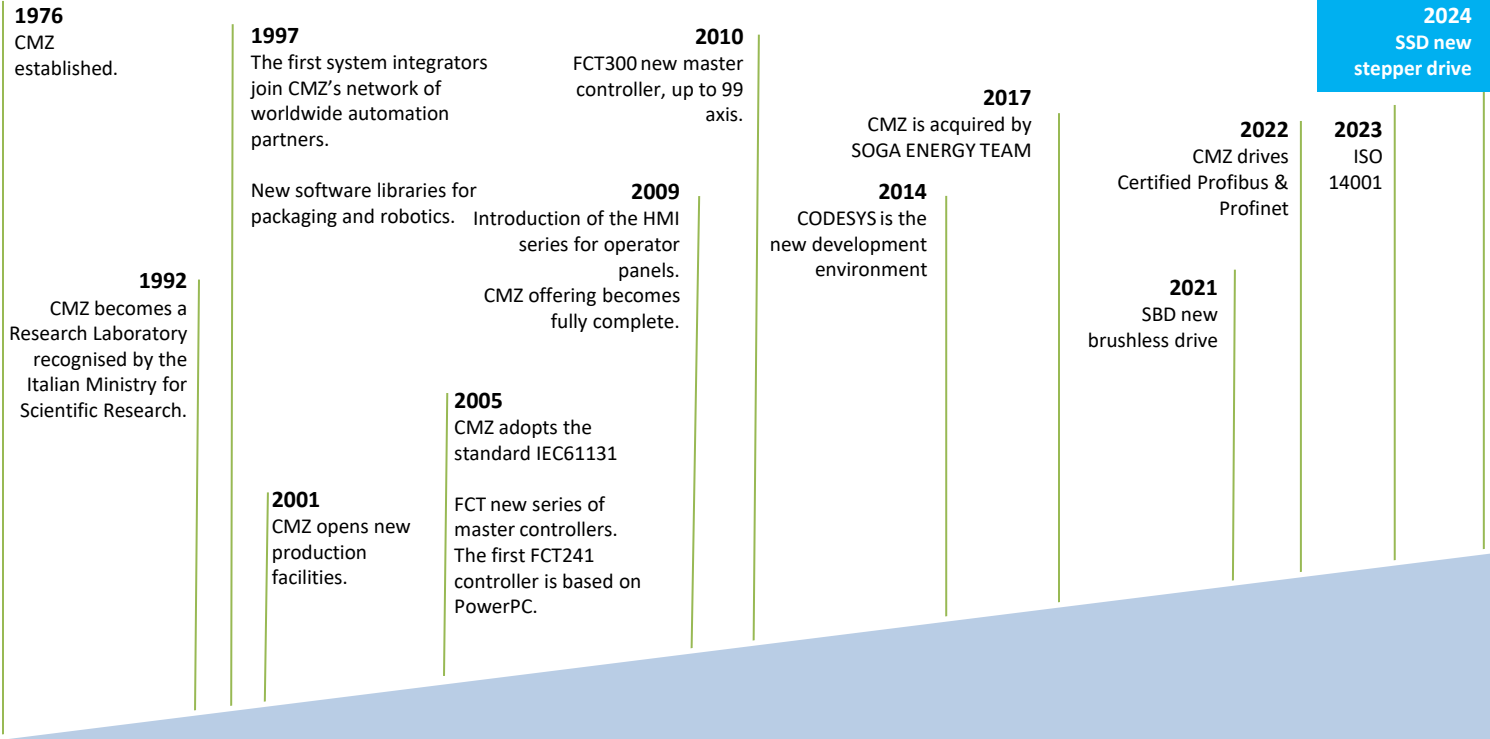 1976
CMZ
established.
1992
CMZ becomes a
Research Laboratory
recognised by the
Italian Ministry for
Scientific Research.
1997
The first system integrators
join CMZ's network of
worldwide automation
partners.
New software libraries for
packaging and robotics.
2001
CMZ opens new
production
facilities.
2005
CMZ adopts the
standard IEC61131
FCT new series of
master controllers.
The first FCT241
controller is based on
PowerPC.
2009
Introduction of the HMI
series for operator
panels.
CMZ offering becomes
fully complete.
2010
FCT300 new master
controller, up to 99
axis.
2014
CODESYS is the
new development
environment
2017
CMZ is acquired by
SOGA ENERGY TEAM
2021
SBD new
brushless drive
2022
CMZ drives
Certified Profibus &
Profinet
2023
ISO
14001
2024
SSD new
stepper drive